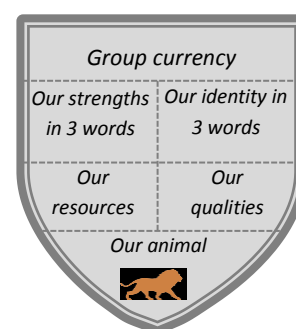 Group currency
Our strengths
in 3 words
Our identity in
3 words
Our
resources
Our
qualities
Our animal